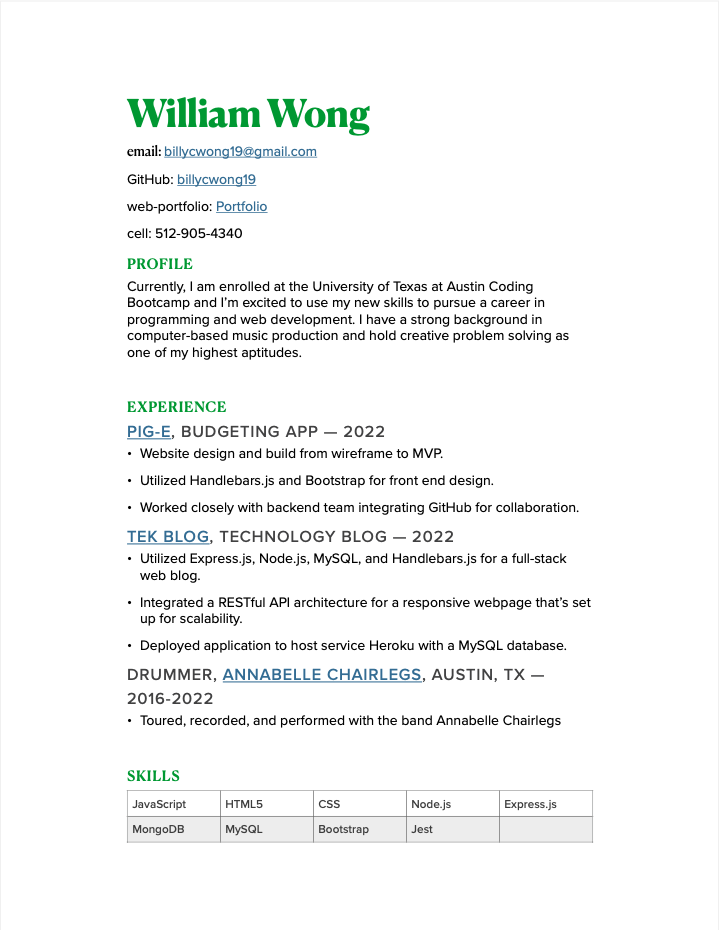 William Wong
email: billycwong19@gmail.com
GitHub: billycwong19
web-portfolio: Portfolio
cell: 512-905-4340
PROFILE
Currently, I am enrolled at the University of Texas at Austin Coding
Bootcamp and I'm excited to use my new skills to pursue a career in
programming and web development. I have a strong background in
computer-based music production and hold creative problem solving as
one of my highest aptitudes.
EXPERIENCE
PIG-E, BUDGETING APP — 2022
• Website design and build from wireframe to MVP.
• Utilized Handlebars.js and Bootstrap for front end design.
• Worked closely with backend team integrating GitHub for collaboration.
TEK BLOG, TECHNOLOGY BLOG — 2022
• Utilized Express.js, Node.js, MySQL, and Handlebars.js for a full-stack
web blog.
• Integrated a RESTful API architecture for a responsive webpage that's set
up for scalability.
• Deployed application to host service Heroku with a MySQL database.
DRUMMER, ANNABELLE CHAIRLEGS, AUSTIN, TX —
2016-2022
• Toured, recorded, and performed with the band Annabelle Chairlegs
SKILLS
JavaScript HTML5 CSS Node.js Express.js
MongoDB MySQL Bootstrap Jest